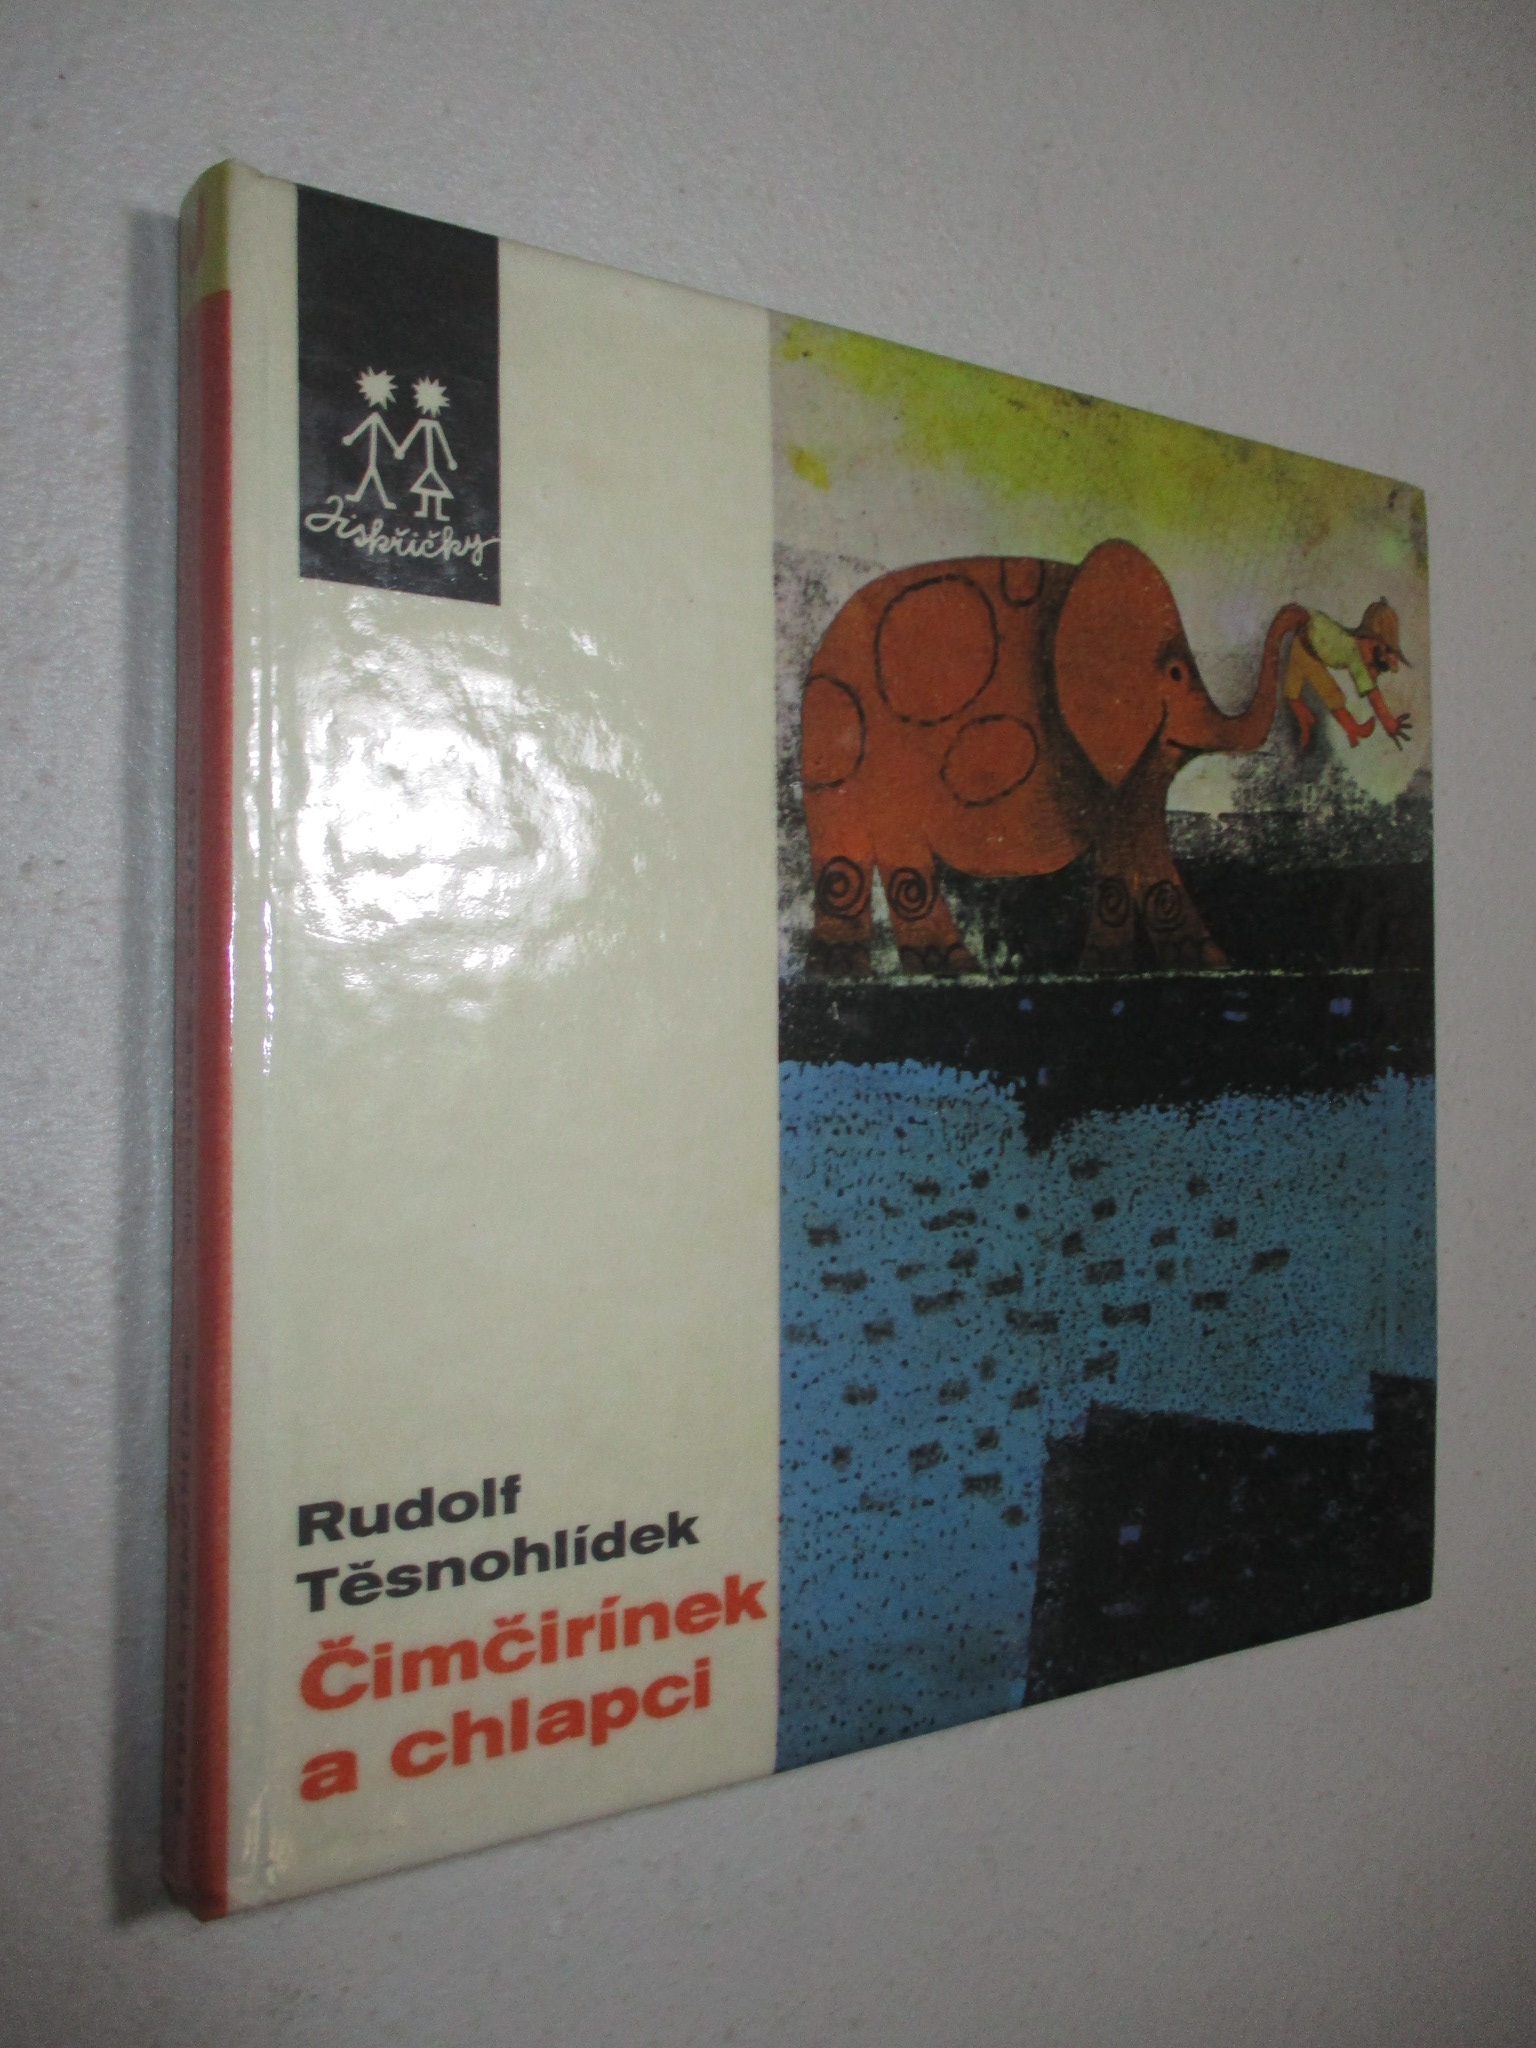 Jiskřičky
Rudolf
Těsnohlídek
Čimčirínek
a chlapci